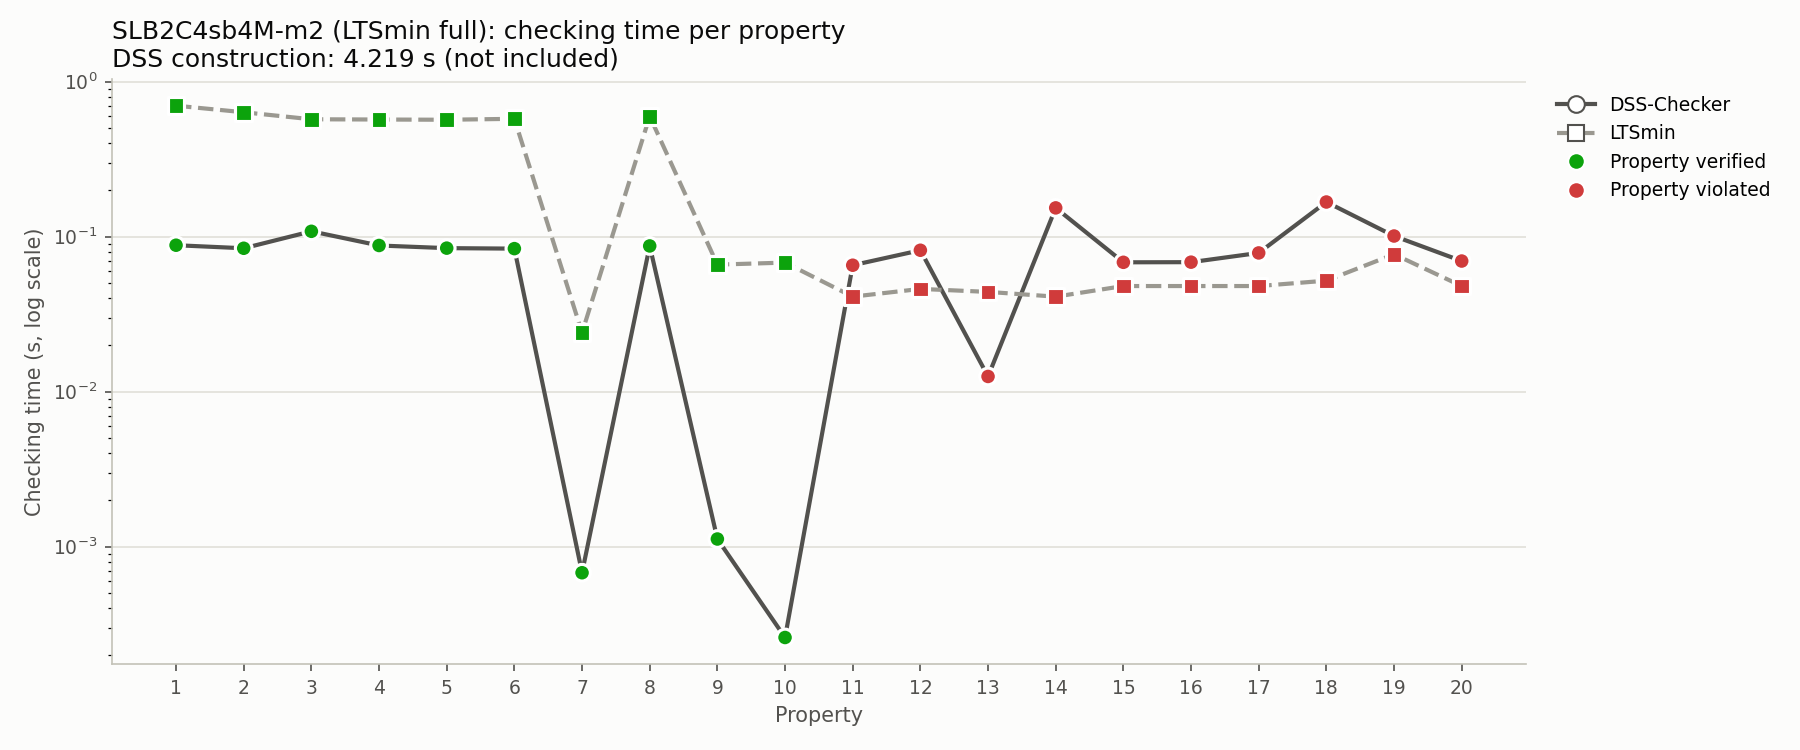 SLB2C4sb4M-m2 (LTSmin full): checking time per property
DSS construction: 4.219 s (not included)
10⁰
10⁻¹
10⁻²
10⁻³
Checking time (s, log scale)
1 2 3 4 5 6 7 8 9 10 11 12 13 14 15 16 17 18 19 20
Property
DSS-Checker
LTSmin
Property verified
Property violated